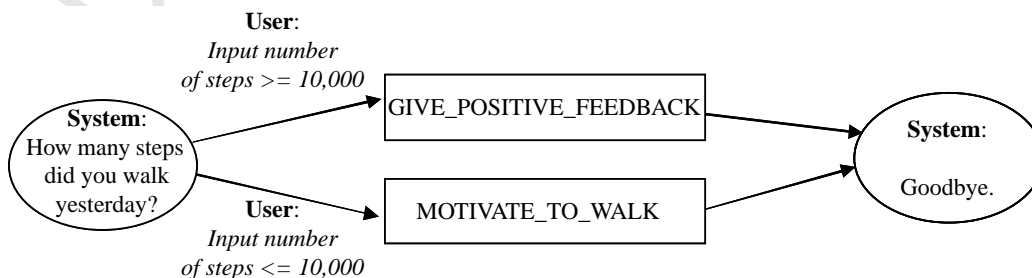 User:
Input number
of steps >= 10,000
System:
How many steps
did you walk
yesterday?
GIVE_POSITIVE_FEEDBACK
System:
Goodbye.
MOTIVATE_TO_WALK
User:
Input number
of steps <= 10,000